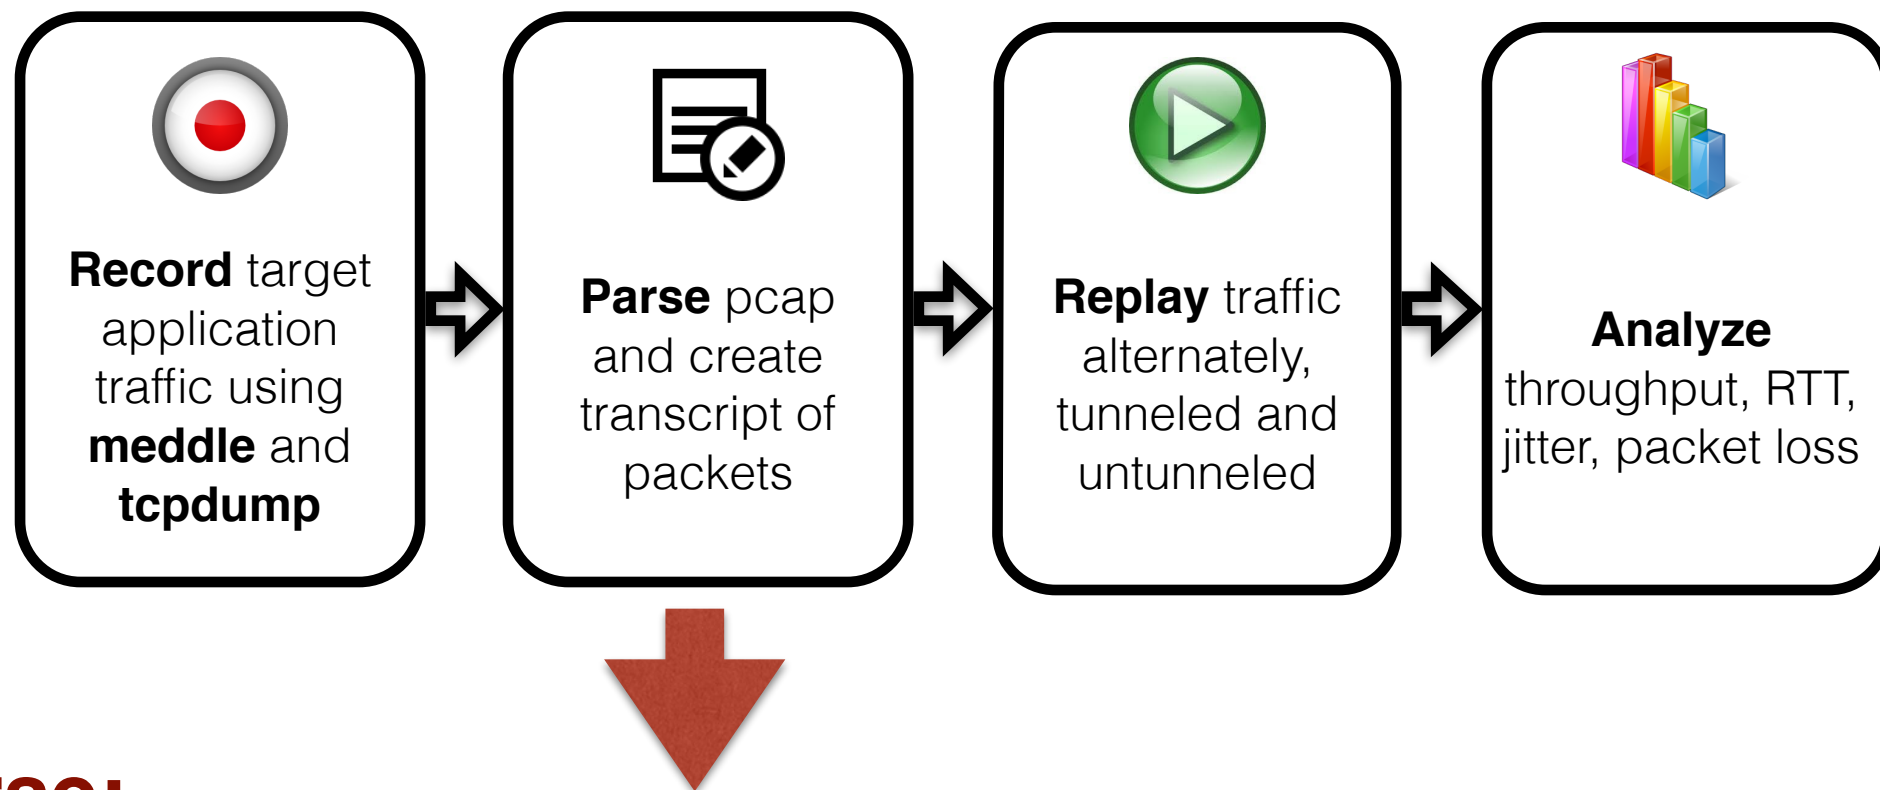 Record target
application
traffic using
meddle and
tcpdump
Parse pcap
and create
transcript of
packets
Replay traffic
alternately,
tunneled and
untunneled
Analyze
throughput, RTT,
jitter, packet loss